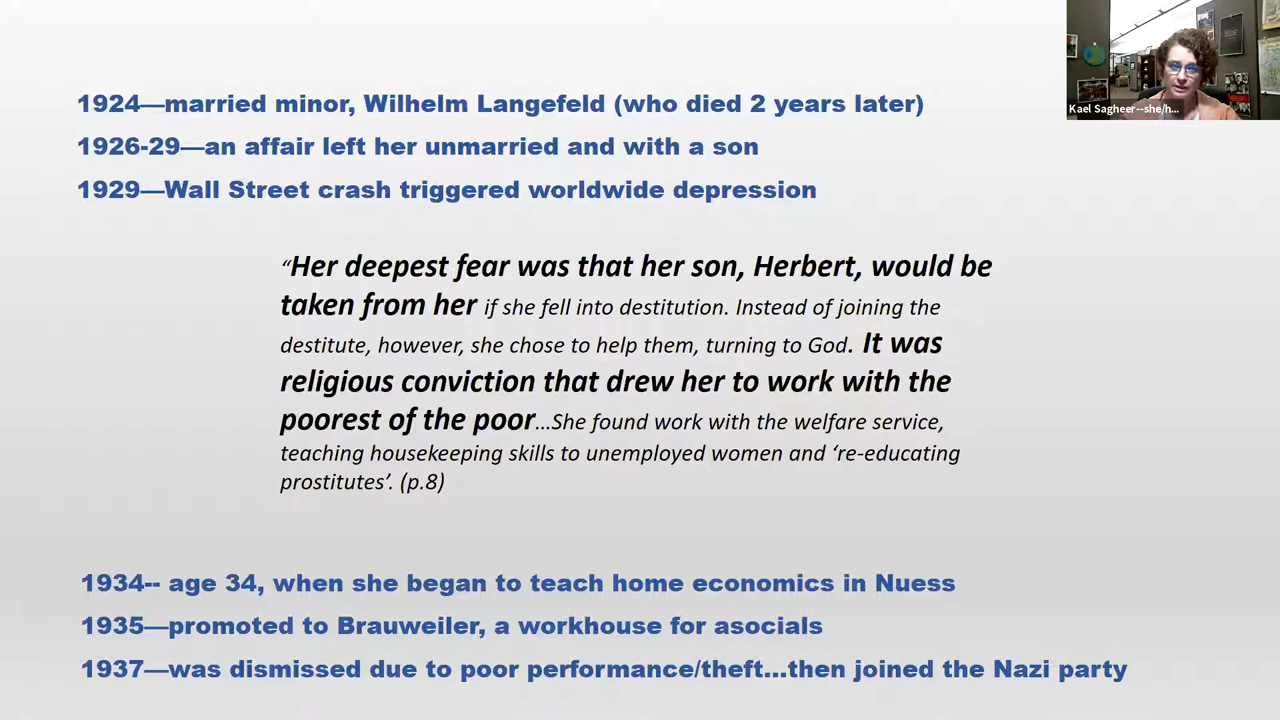 Kael Sagheer--she/h...
1924—married minor, Wilhelm Langefeld (who died 2 years later)
1926-29—an affair left her unmarried and with a son
1929—Wall Street crash triggered worldwide depression
“Her deepest fear was that her son, Herbert, would be
taken from her if she fell into destitution. Instead of joining the
destitute, however, she chose to help them, turning to God. It was
religious conviction that drew her to work with the
poorest of the poor…She found work with the welfare service,
teaching housekeeping skills to unemployed women and ‘re-educating
prostitutes’. (p.8)
1934-- age 34, when she began to teach home economics in Nuess
1935—promoted to Brauweiler, a workhouse for asocials
1937—was dismissed due to poor performance/theft…then joined the Nazi party